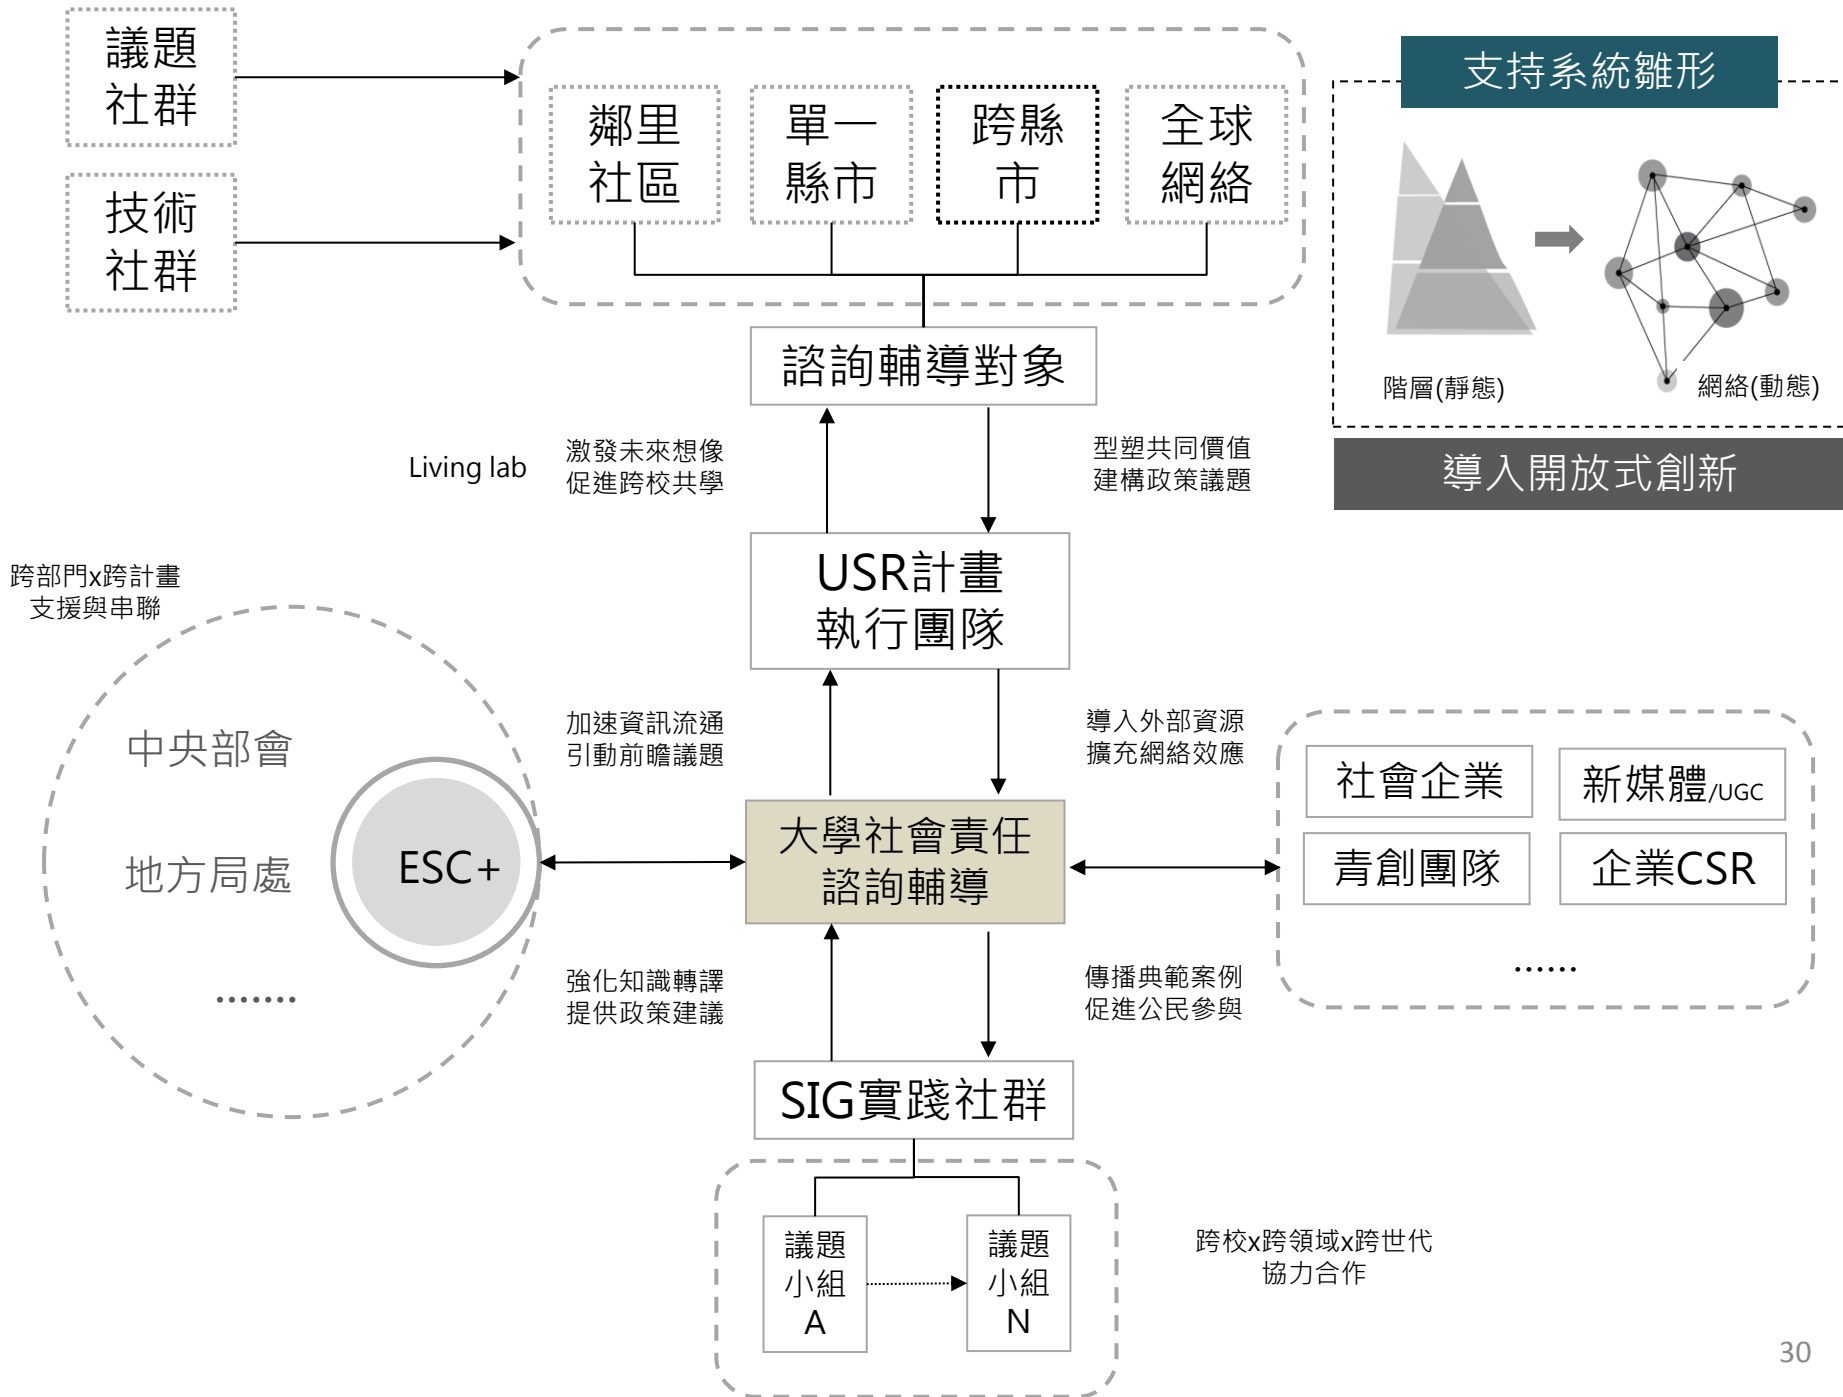 議題
社群
技術
社群
鄰里
社區
單一
縣市
跨縣
市
全球
網絡
支持系統雛形
階層(靜態)
網絡(動態)
導入開放式創新
諮詢輔導對象
Living lab
激發未來想像
促進跨校共學
型塑共同價值
建構政策議題
USR計畫
執行團隊
跨部門x跨計畫
支援與串聯
中央部會
地方局處
.......
ESC+
加速資訊流通
引動前瞻議題
導入外部資源
擴充網絡效應
大學社會責任
諮詢輔導
社會企業
新媒體/UGC
青創團隊
企業CSR
......
強化知識轉譯
提供政策建議
傳播典範案例
促進公民參與
SIG實踐社群
議題
小組
A
議題
小組
N
跨校x跨領域x跨世代
協力合作
30